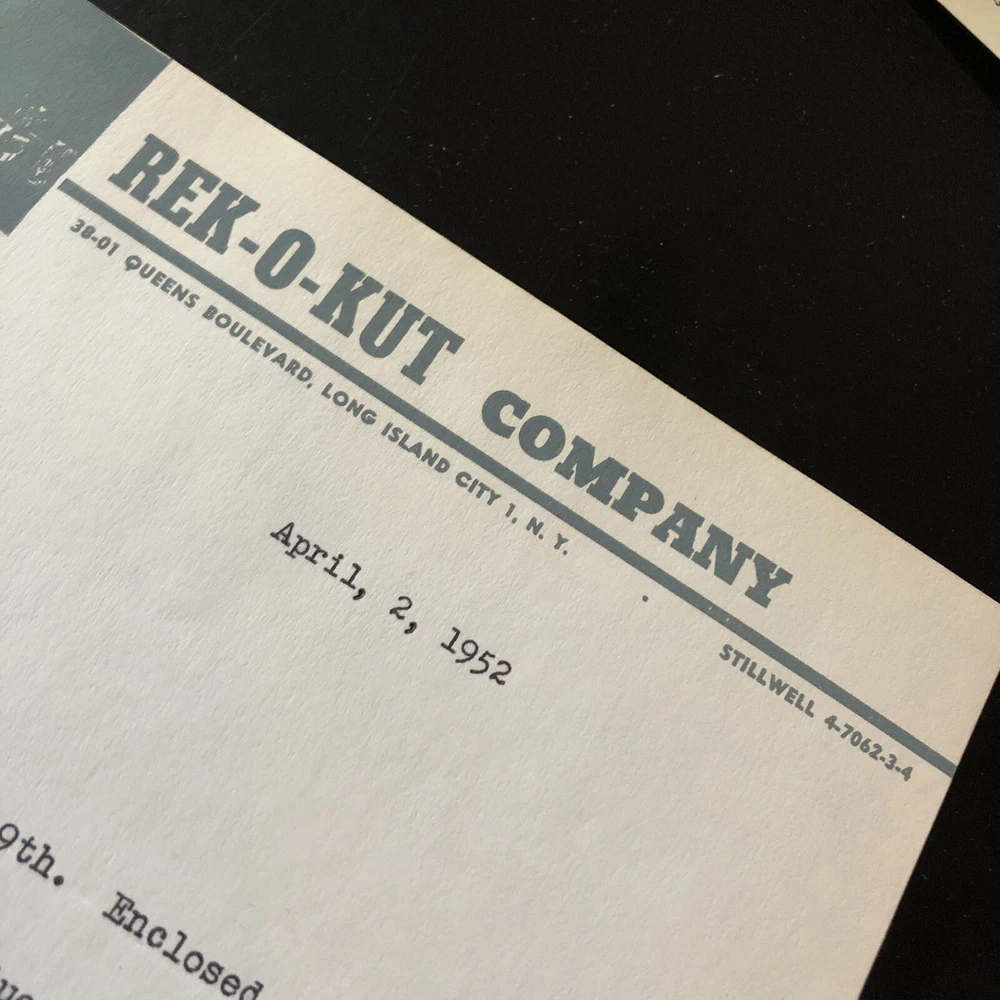 REK-O-KUT COMPANY
38-01 QUEENS BOULEVARD, LONG ISLAND CITY 1, N. Y.
STILLWELL 4-7062-3-4
April, 2, 1952
9th. Enclosed